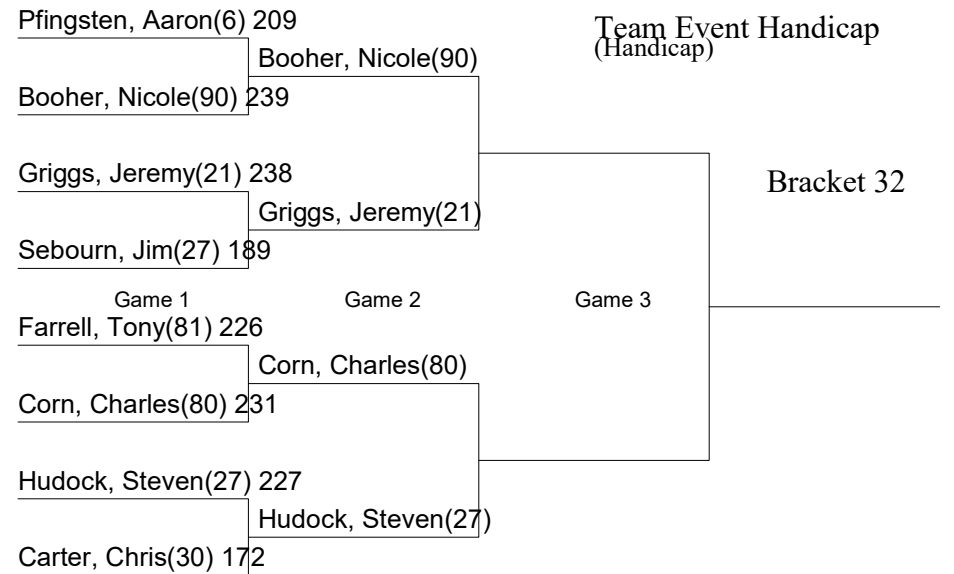 Pfingsten, Aaron(6) 209
Team Event Handicap
(Handicap)
Booher, Nicole(90)
Booher, Nicole(90) 239
Griggs, Jeremy(21) 238
Bracket 32
Griggs, Jeremy(21)
Sebourn, Jim(27) 189
Game 1
Game 2
Game 3
Farrell, Tony(81) 226
Corn, Charles(80)
Corn, Charles(80) 231
Hudock, Steven(27) 227
Hudock, Steven(27)
Carter, Chris(30) 172